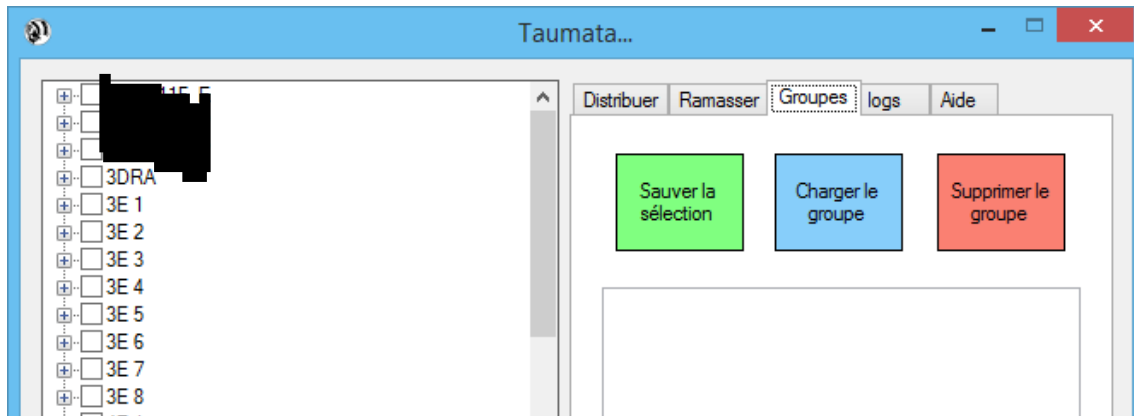 Taumata...
3DRA
3E 1
3E 2
3E 3
3E 4
3E 5
3E 6
3E 7
3E 8
Distribuer Ramasser Groupes logs Aide
Sauver la
sélection
Charger le
groupe
Supprimer le
groupe